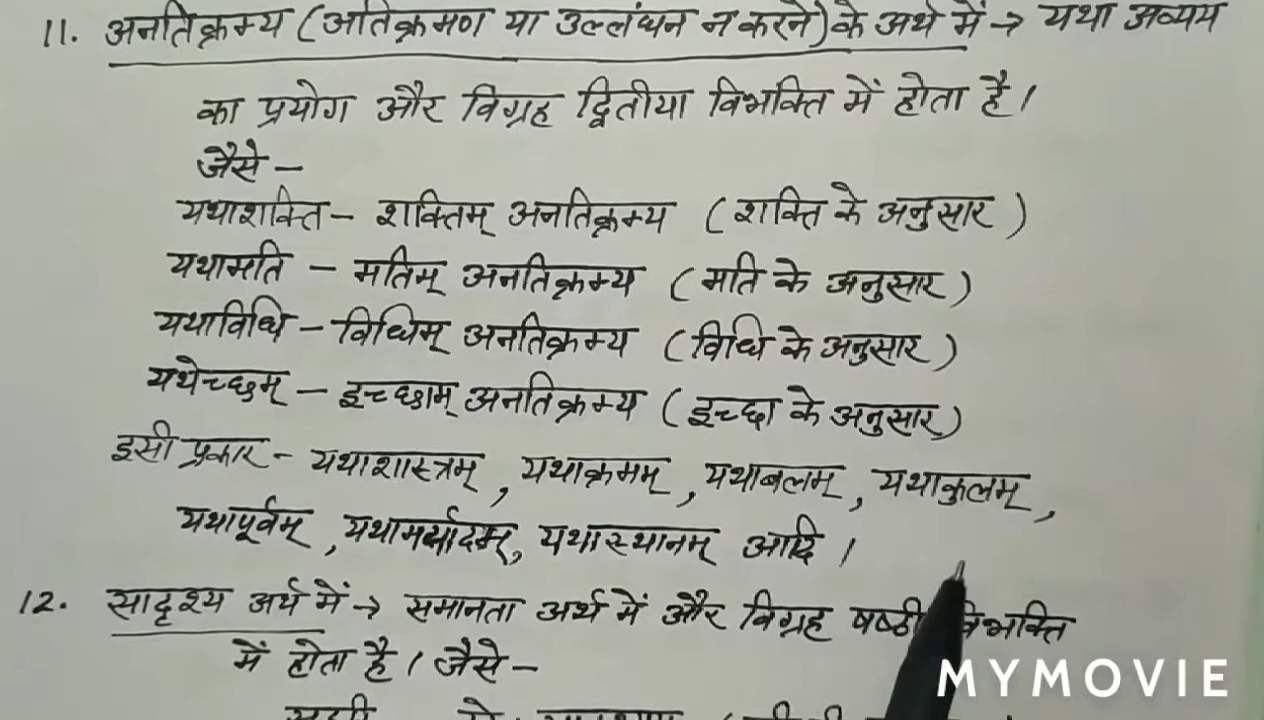 11. अनतिक्रम्य (अतिक्रमण या उल्लंघन न करने) के अर्थ में → यथा अव्यय
का प्रयोग और विग्रह द्वितीया विभक्ति में होता है।
जैसे –
यथाशक्ति – शक्तिम् अनतिक्रम्य (शक्ति के अनुसार)
यथामति – मतिम् अनतिक्रम्य (मति के अनुसार)
यथाविधि – विधिम् अनतिक्रम्य (विधि के अनुसार)
यथेच्छम् – इच्छाम् अनतिक्रम्य (इच्छा के अनुसार)
इसी प्रकार – यथाशास्त्रम्, यथाक्रमम्, यथाबलम्, यथाकुलम्,
यथापूर्वम्, यथामर्यादम्, यथास्थानम् आदि।
12. सादृश्य अर्थ में → समानता अर्थ में और विग्रह षष्ठी विभक्ति
में होता है। जैसे –
MYMOVIE